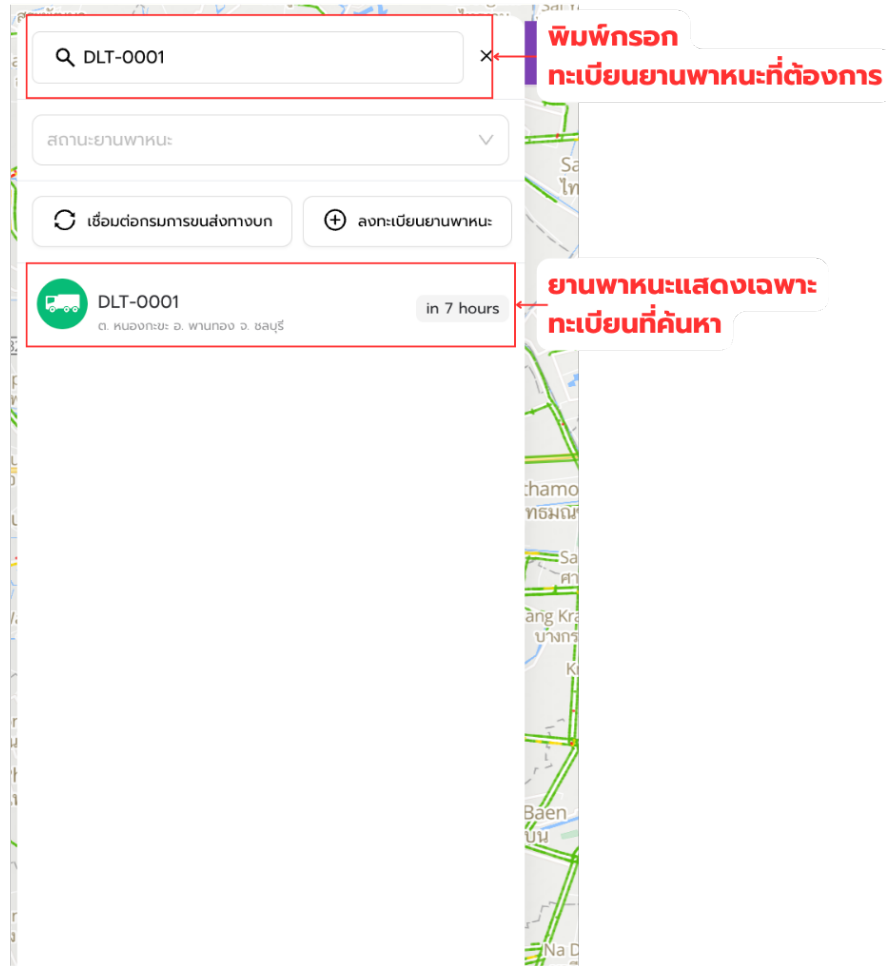 DLT-0001
พิมพ์กรอก
ทะเบียนยานพาหนะที่ต้องการ
สถานะยานพาหนะ
เชื่อมต่อกรมการขนส่งทางบก
ลงทะเบียนยานพาหนะ
DLT-0001
ต. หนองกะขะ อ. พานทอง จ. ชลบุรี
in 7 hours
ยานพาหนะแสดงเฉพาะ
ทะเบียนที่ค้นหา
Baen
Na